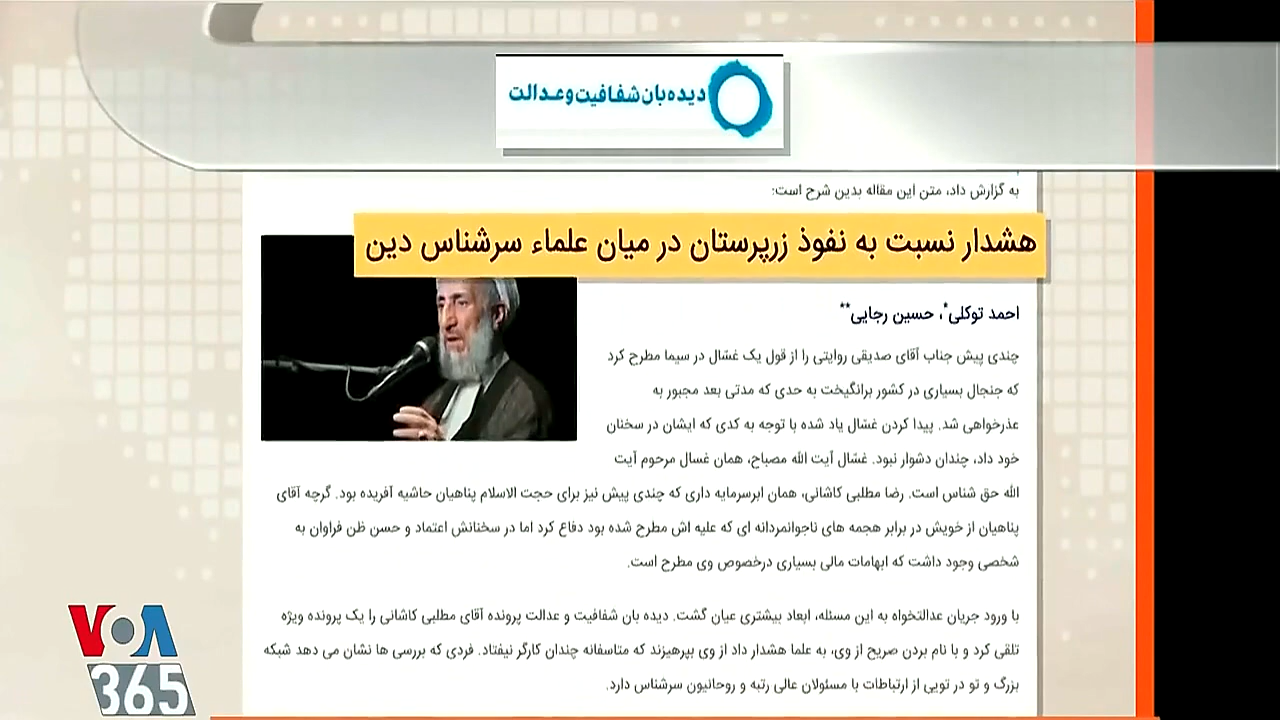 دیده‌بان شفافیت و عدالت
به گزارش داد، متن این مقاله بدین شرح است:
هشدار نسبت به نفوذ زرپرستان در میان علماء سرشناس دین
احمد توکلی*، حسین رجایی**
چندی پیش جناب آقای صدیقی روایتی را از قول یک غسّال در سیما مطرح کرد
که جنجال بسیاری در کشور برانگیخت به حدی که مدتی بعد مجبور به
عذرخواهی شد. پیدا کردن غسّال یاد شده با توجه به کدی که ایشان در سخنان
خود داد، چندان دشوار نبود. غسّال آیت الله مصباح، همان غسال مرحوم آیت
الله حق شناس است. رضا مطلبی کاشانی، همان ابرسرمایه داری که چندی پیش نیز برای حجت الاسلام پناهیان حاشیه آفریده بود. گرچه آقای
پناهیان از خویش در برابر هجمه های ناجوانمردانه ای که علیه اش مطرح شده بود دفاع کرد اما در سخنانش اعتماد و حسن ظن فراوان به
شخصی وجود داشت که ابهامات مالی بسیاری درخصوص وی مطرح است.
با ورود جریان عدالتخواه به این مسئله، ابعاد بیشتری عیان گشت. دیده بان شفافیت و عدالت پرونده آقای مطلبی کاشانی را یک پرونده ویژه
تلقی کرد و با نام بردن صریح از وی، به علما هشدار داد از وی بپرهیزند که متاسفانه چندان کارگر نیفتاد. فردی که بررسی ها نشان می دهد شبکه
بزرگ و تو در تویی از ارتباطات با مسئولان عالی رتبه و روحانیون سرشناس دارد.
VOA
365